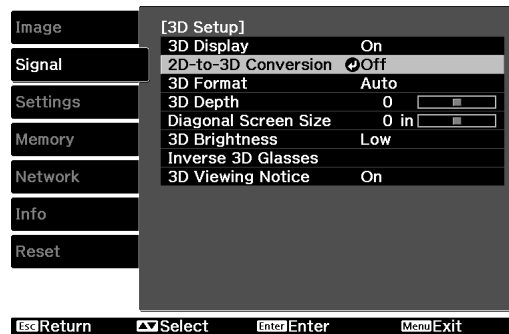 Image
Signal
Settings
Memory
Network
Info
Reset
[3D Setup]
3D Display On
2D-to-3D Conversion Off
3D Format Auto
3D Depth 0
Diagonal Screen Size 0 in
3D Brightness Low
Inverse 3D Glasses
3D Viewing Notice On
Esc Return Select Enter Enter Menu Exit